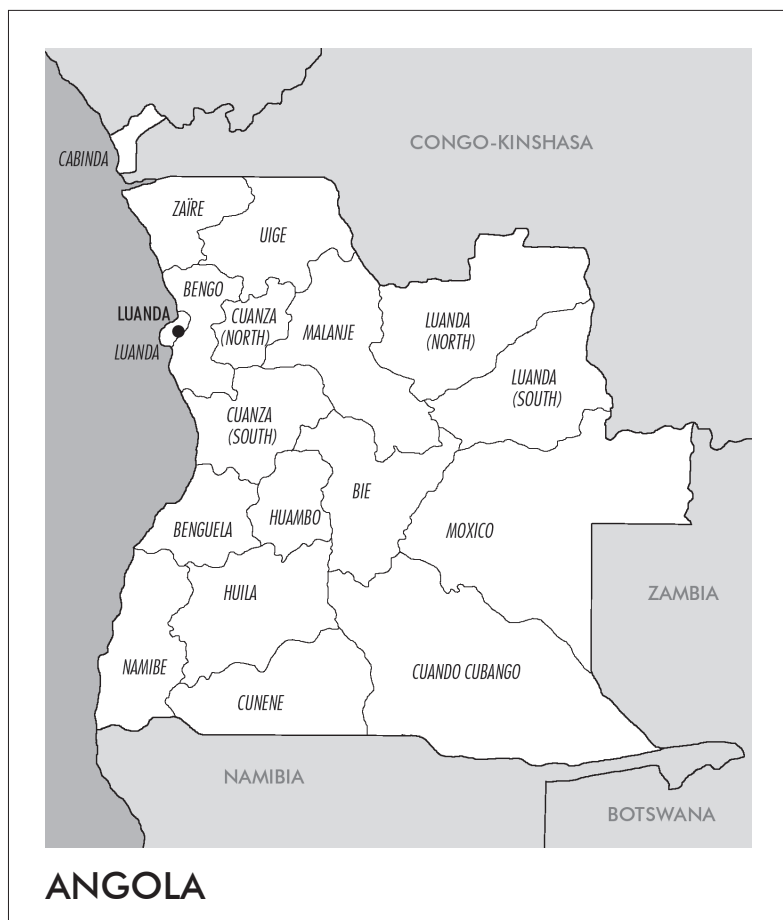 CONGO-KINSHASA
CABINDA
ZAÏRE
UIGE
BENGO
LUANDA
CUANZA
(NORTH)
MALANJE
LUANDA
(NORTH)
LUANDA
LUANDA
(SOUTH)
CUANZA
(SOUTH)
BIE
HUAMBO
BENGUELA
MOXICO
HUILA
ZAMBIA
NAMIBE
CUANDO CUBANGO
CUNENE
NAMIBIA
BOTSWANA
ANGOLA